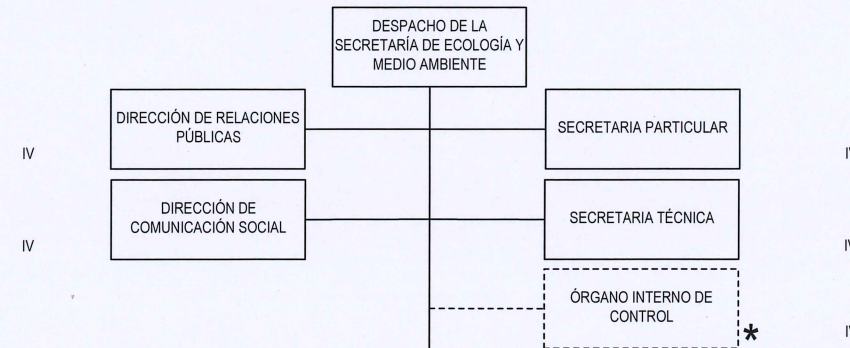 DESPACHO DE LA
SECRETARÍA DE ECOLOGÍA Y
MEDIO AMBIENTE
DIRECCIÓN DE RELACIONES
PÚBLICAS
SECRETARIA PARTICULAR
IV
DIRECCIÓN DE
COMUNICACIÓN SOCIAL
SECRETARIA TÉCNICA
IV
ÓRGANO INTERNO DE
CONTROL
*